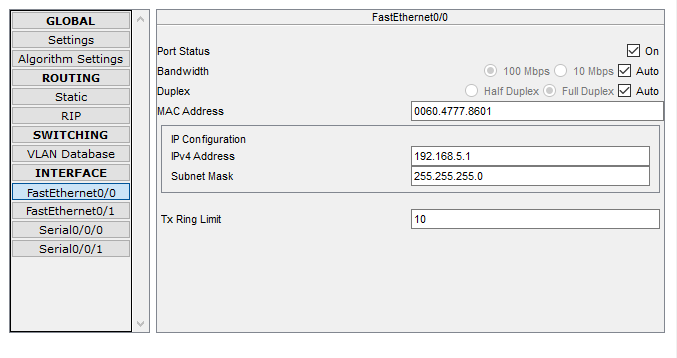 GLOBAL
Settings
Algorithm Settings
ROUTING
Static
RIP
SWITCHING
VLAN Database
INTERFACE
FastEthernet0/0
FastEthernet0/1
Serial0/0/0
Serial0/0/1
FastEthernet0/0
Port Status On
Bandwidth 100 Mbps 10 Mbps Auto
Duplex Half Duplex Full Duplex Auto
MAC Address 0060.4777.8601
IP Configuration
IPv4 Address 192.168.5.1
Subnet Mask 255.255.255.0
Tx Ring Limit 10